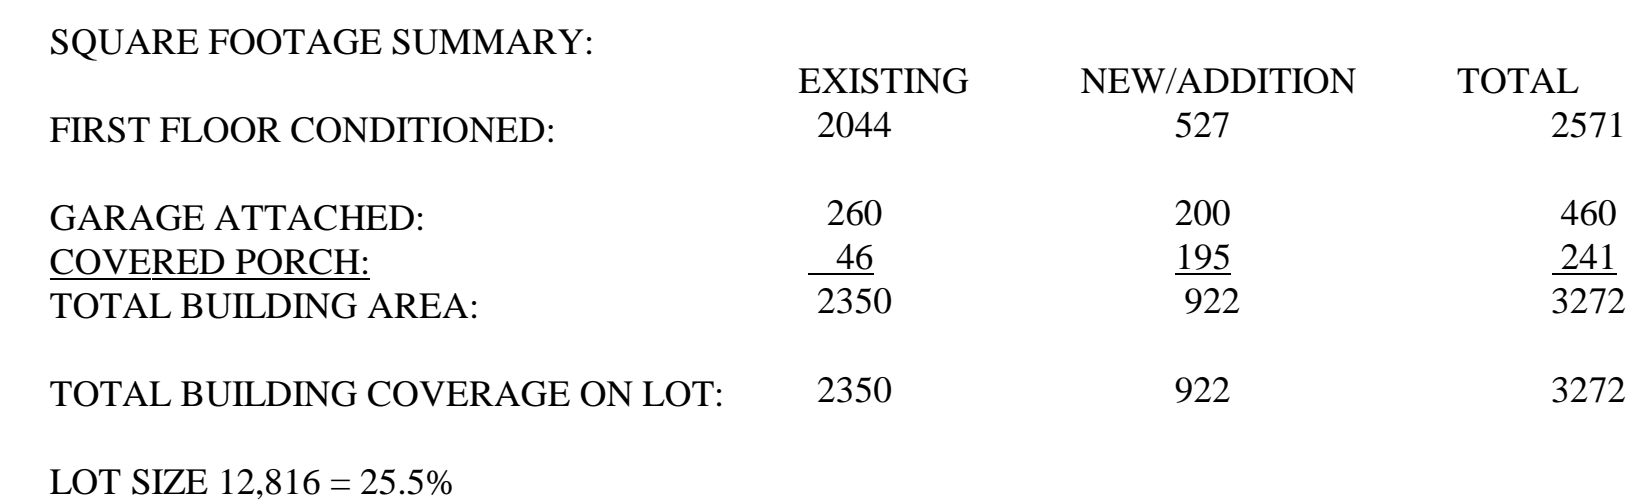 SQUARE FOOTAGE SUMMARY:
EXISTING NEW/ADDITION TOTAL
FIRST FLOOR CONDITIONED: 2044 527 2571
GARAGE ATTACHED: 260 200 460
COVERED PORCH: 46 195 241
TOTAL BUILDING AREA: 2350 922 3272
TOTAL BUILDING COVERAGE ON LOT: 2350 922 3272
LOT SIZE 12,816 = 25.5%